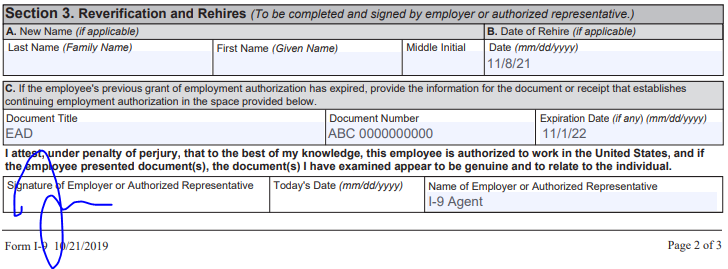 Section 3. Reverification and Rehires (To be completed and signed by employer or authorized representative.)
A. New Name (if applicable) B. Date of Rehire (if applicable)
Last Name (Family Name) First Name (Given Name) Middle Initial Date (mm/dd/yyyy)
11/8/21
C. If the employee's previous grant of employment authorization has expired, provide the information for the document or receipt that establishes
continuing employment authorization in the space provided below.
Document Title Document Number Expiration Date (if any) (mm/dd/yyyy)
EAD ABC 0000000000 11/1/22
I attest, under penalty of perjury, that to the best of my knowledge, this employee is authorized to work in the United States, and if
the employee presented document(s), the document(s) I have examined appear to be genuine and to relate to the individual.
Signature of Employer or Authorized Representative Today's Date (mm/dd/yyyy) Name of Employer or Authorized Representative
I-9 Agent
Form I-9 10/21/2019 Page 2 of 3